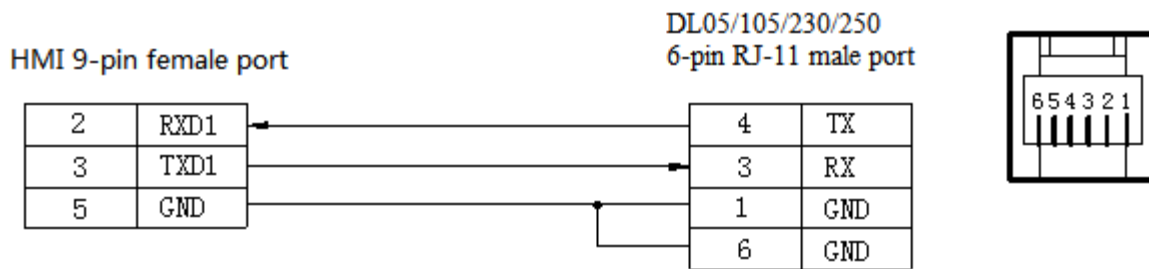 DL05/105/230/250
HMI 9-pin female port
6-pin RJ-11 male port
2 RXD1
4 TX
3 TXD1
3 RX
5 GND
1 GND
6 GND
654321